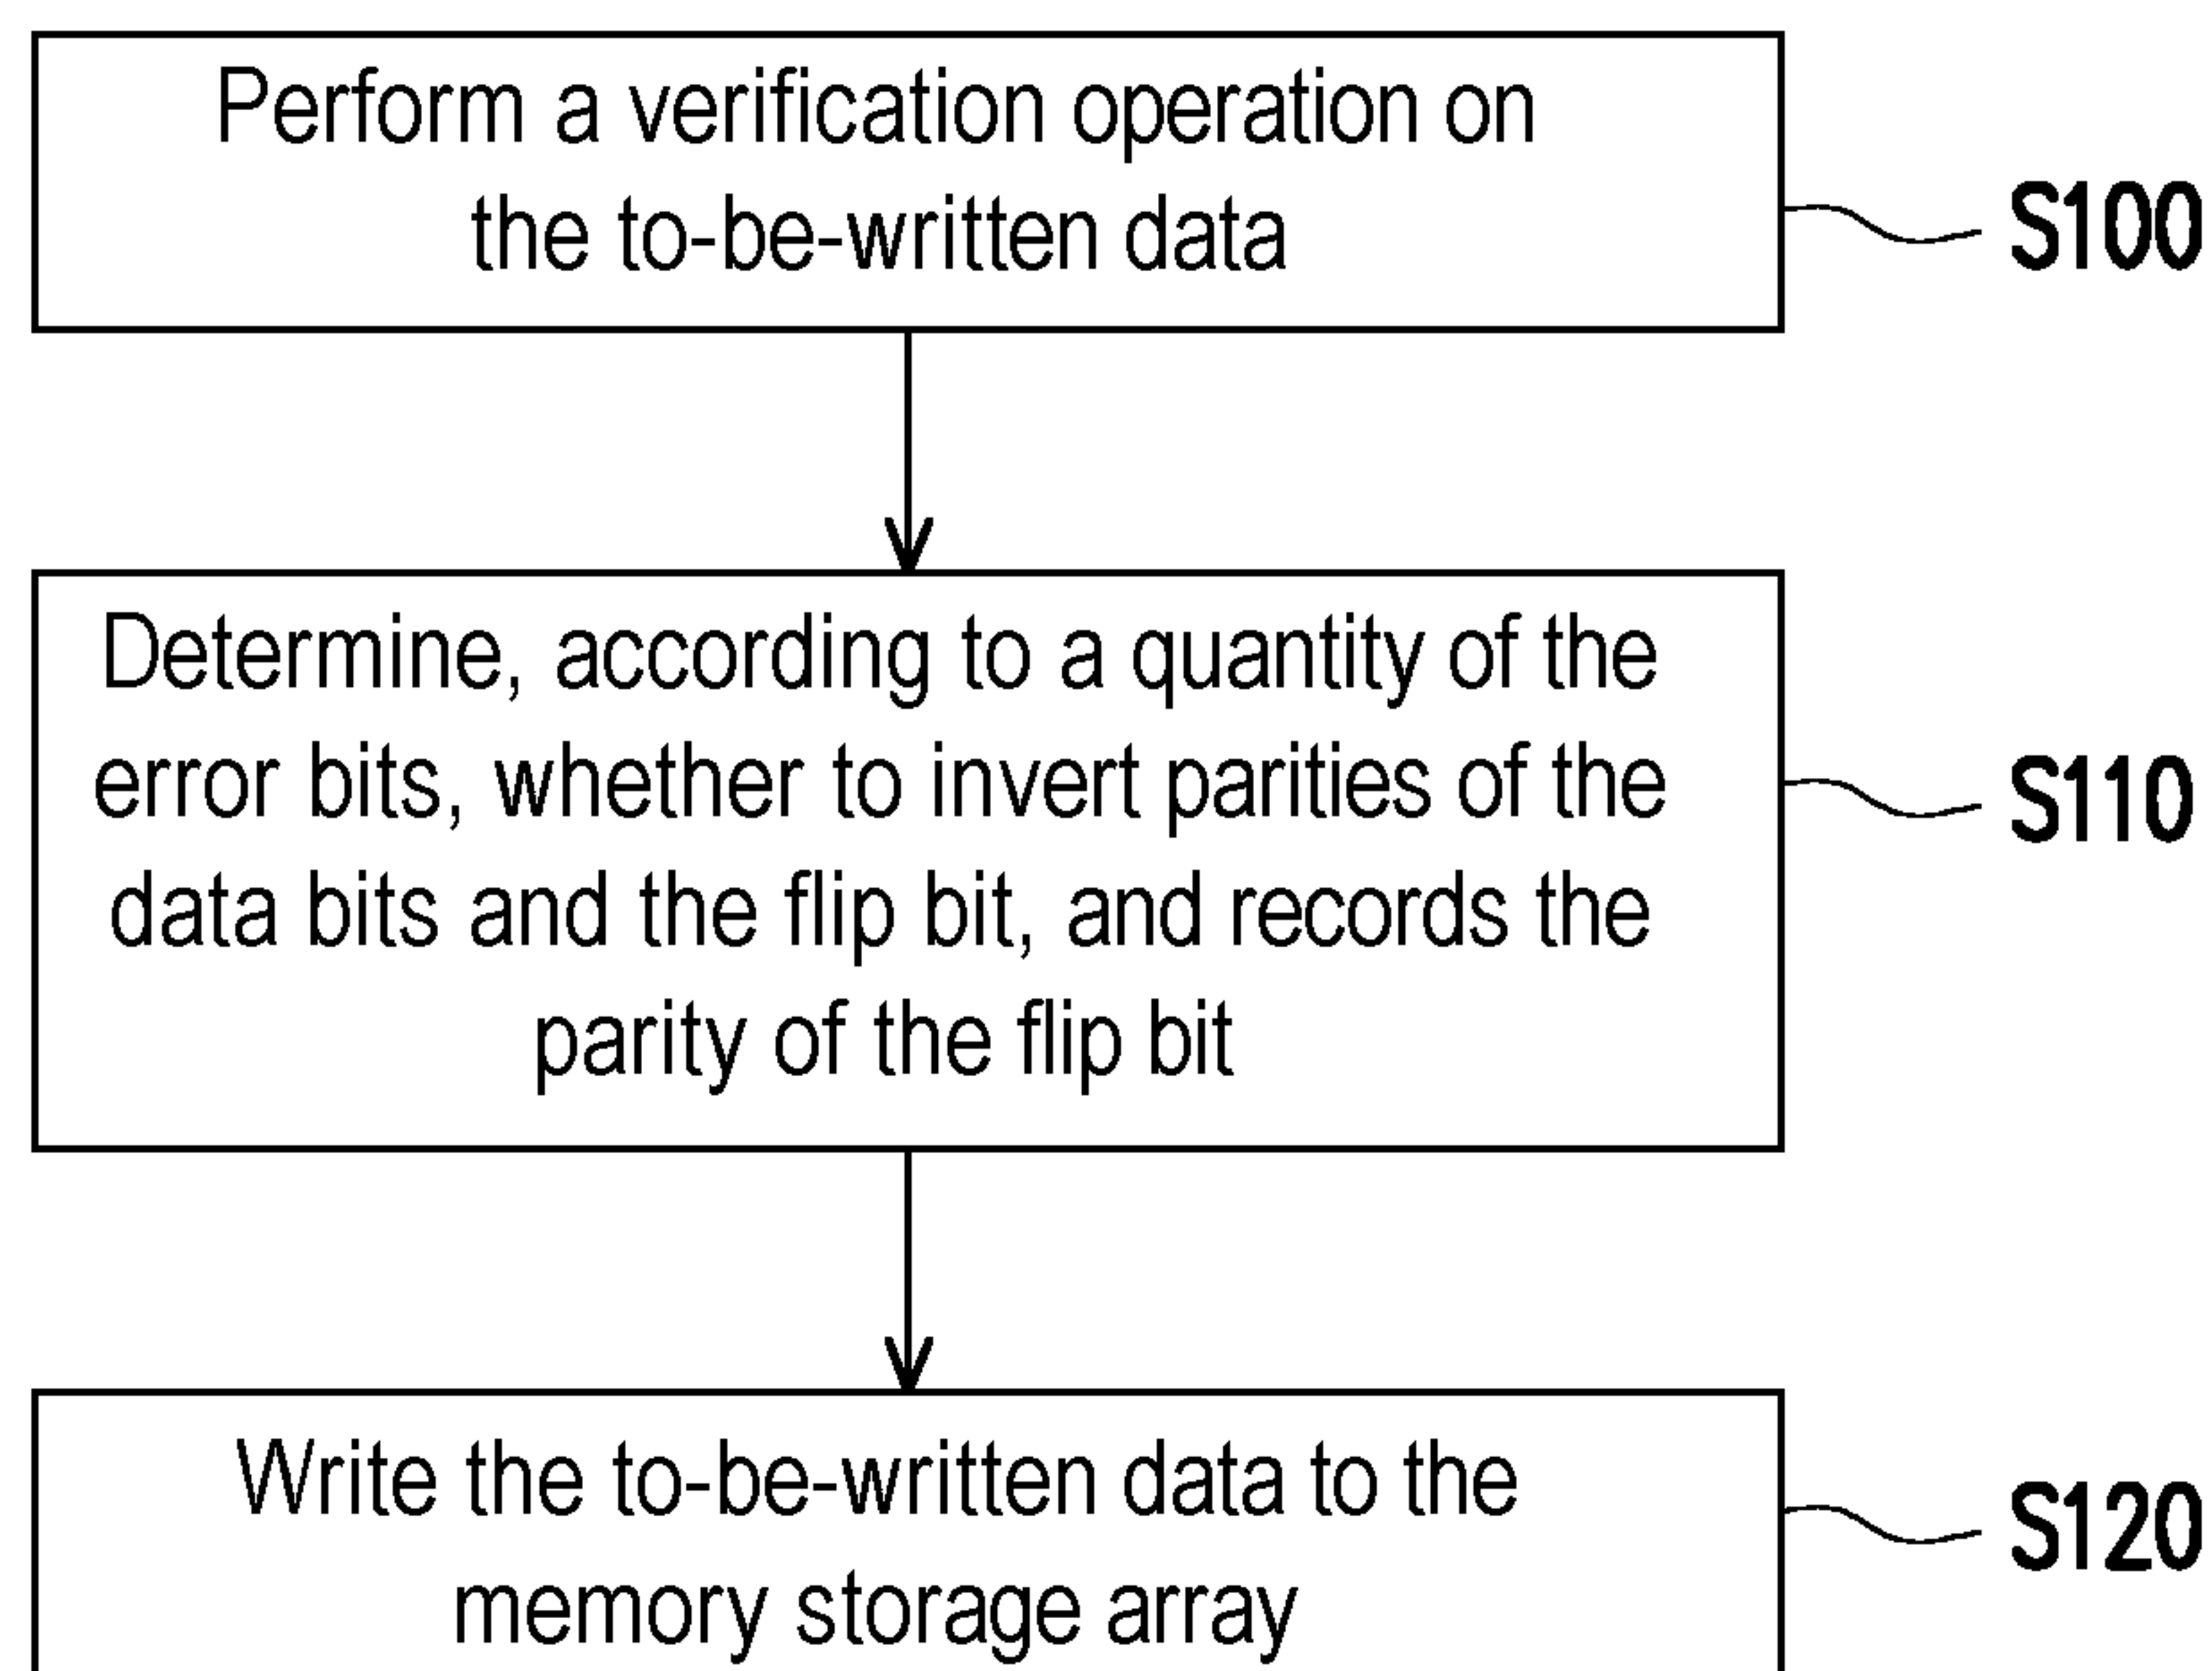 Perform a verification operation on
the to-be-written data
S100
Determine, according to a quantity of the
error bits, whether to invert parities of the
data bits and the flip bit, and records the
parity of the flip bit
S110
Write the to-be-written data to the
memory storage array
S120